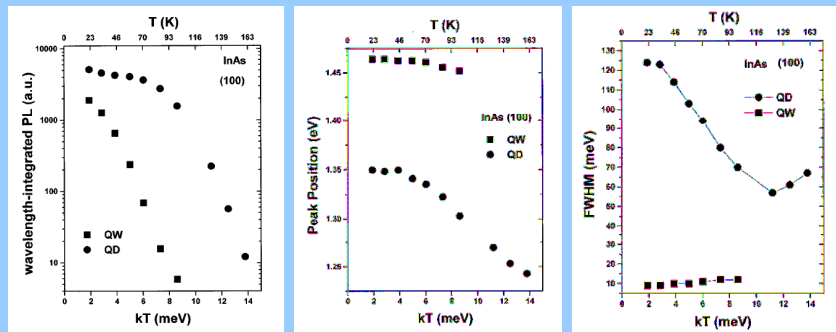 T (K)
0 23 46 70 93 116 139 163
10000
1000
100
10
wavelength-integrated PL (a.u.)
InAs
(100)
QW
QD
0 2 4 6 8 10 12 14 16
kT (meV)
T (K)
0 23 46 70 93 116 139 163
1.45
1.40
1.35
1.30
1.25
Peak Position (eV)
InAs (100)
QW
QD
0 2 4 6 8 10 12 14
kT (meV)
T (K)
0 23 46 70 93 116 139 163
130
120
110
100
90
80
70
60
50
40
30
20
10
FWHM (meV)
InAs (100)
QD
QW
0 2 4 6 8 10 12 14
kT (meV)